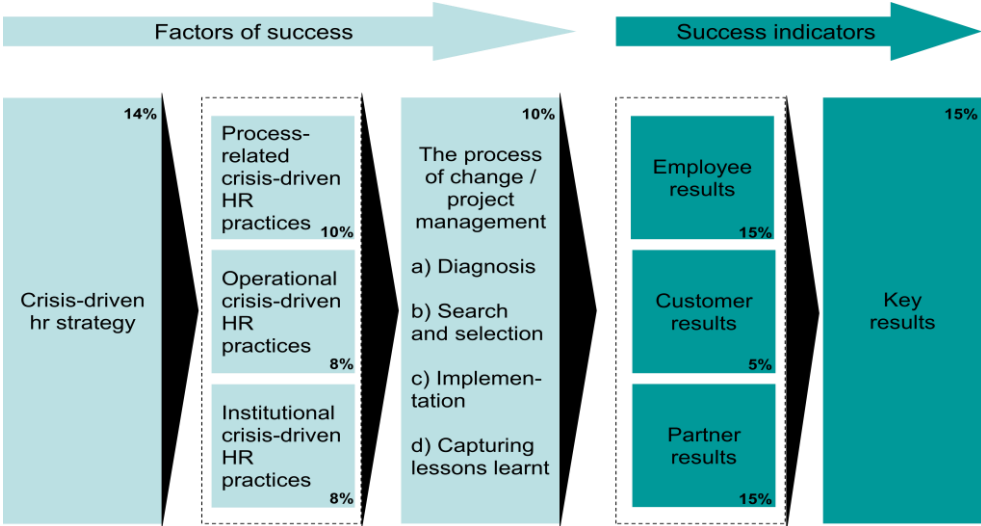 Factors of success
Success indicators
14%
Crisis-driven
hr strategy
Process-
related
crisis-driven
HR
practices
10%
Operational
crisis-driven
HR
practices
8%
Institutional
crisis-driven
HR
practices
8%
10%
The process
of change /
project
management
a) Diagnosis
b) Search
and selection
c) Implemen-
tation
d) Capturing
lessons learnt
Employee
results
15%
Customer
results
5%
Partner
results
15%
15%
Key
results